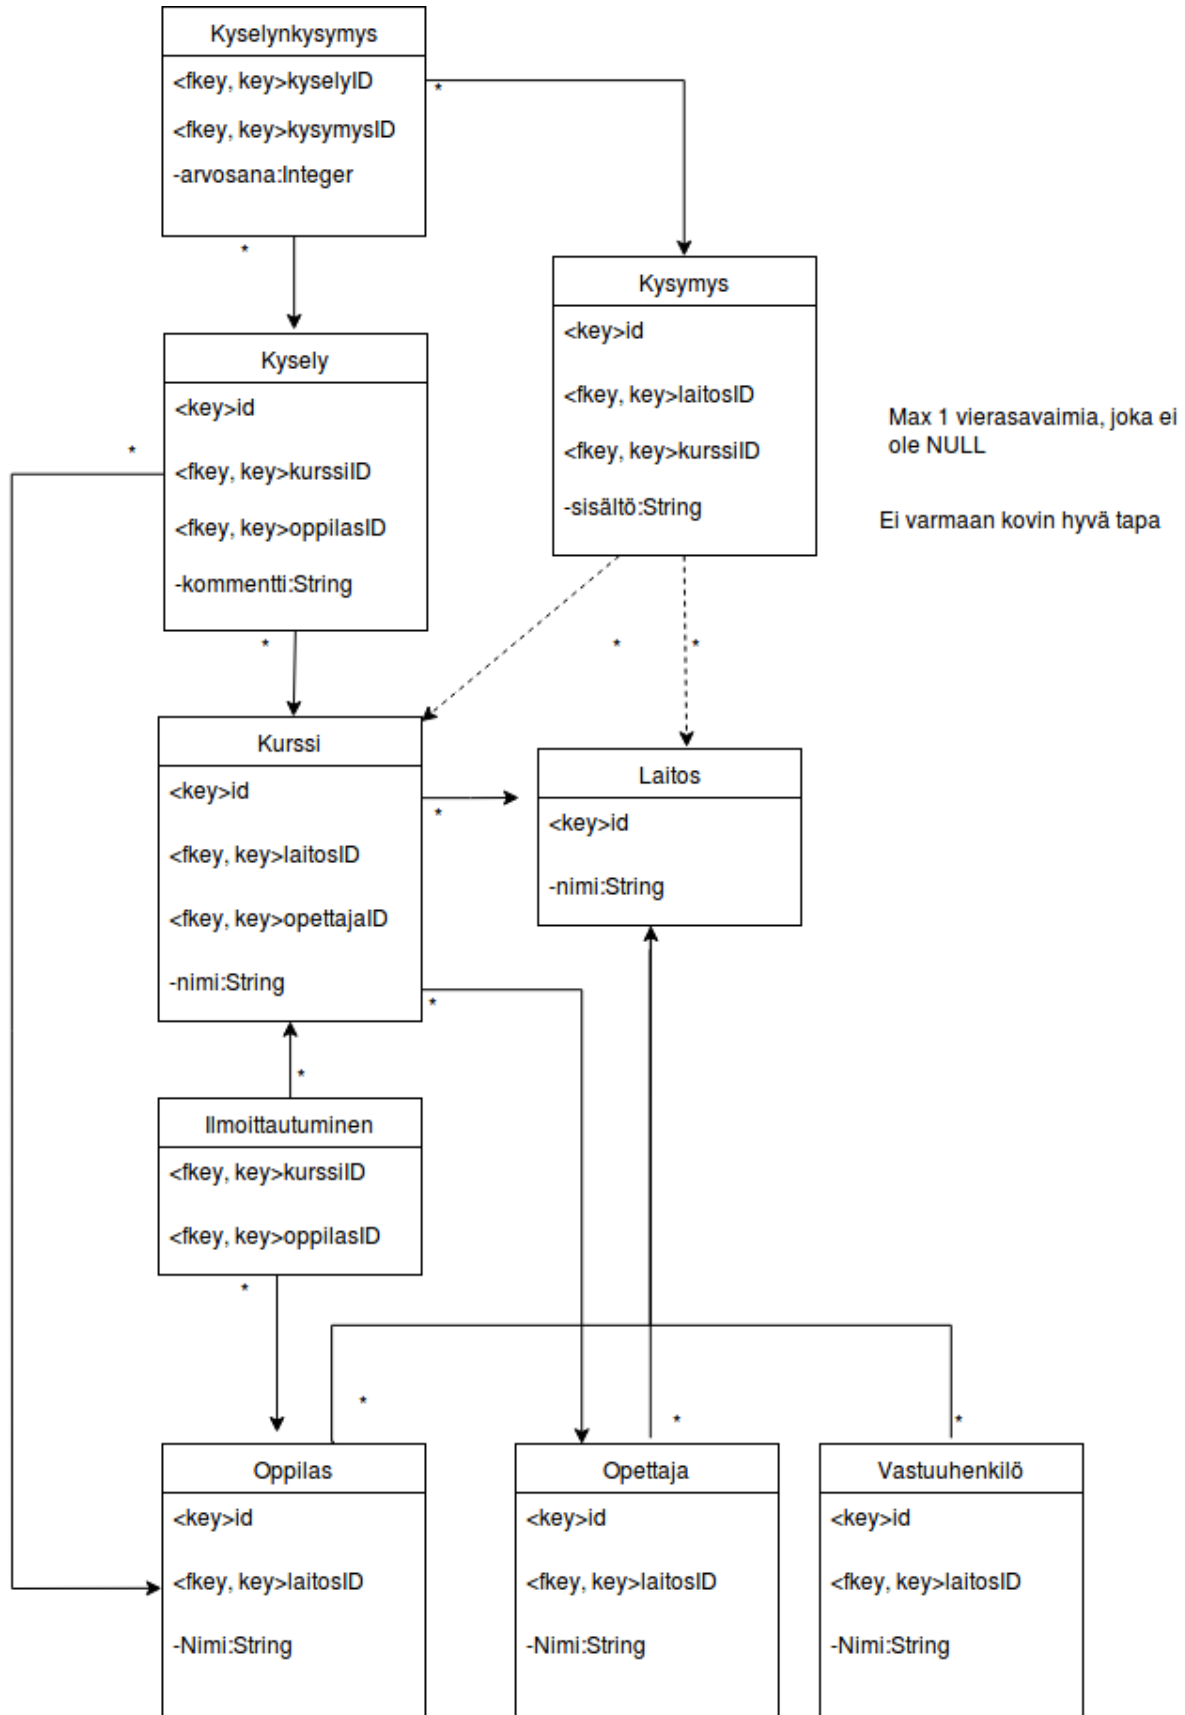 Kyselynkysymys
<fkey, key>kyselyID
<fkey, key>kysymysID
-arvosana:Integer
*
*
Kysymys
<key>id
<fkey, key>laitosID
<fkey, key>kurssiID
-sisältö:String
Max 1 vierasavaimia, joka ei
ole NULL
Ei varmaan kovin hyvä tapa
Kysely
<key>id
<fkey, key>kurssiID
<fkey, key>oppilasID
-kommentti:String
*
*
*
*
Kurssi
<key>id
<fkey, key>laitosID
<fkey, key>opettajaID
-nimi:String
*
*
Laitos
<key>id
-nimi:String
*
Ilmoittautuminen
<fkey, key>kurssiID
<fkey, key>oppilasID
*
*
*
*
Oppilas
<key>id
<fkey, key>laitosID
-Nimi:String
Opettaja
<key>id
<fkey, key>laitosID
-Nimi:String
Vastuuhenkilö
<key>id
<fkey, key>laitosID
-Nimi:String